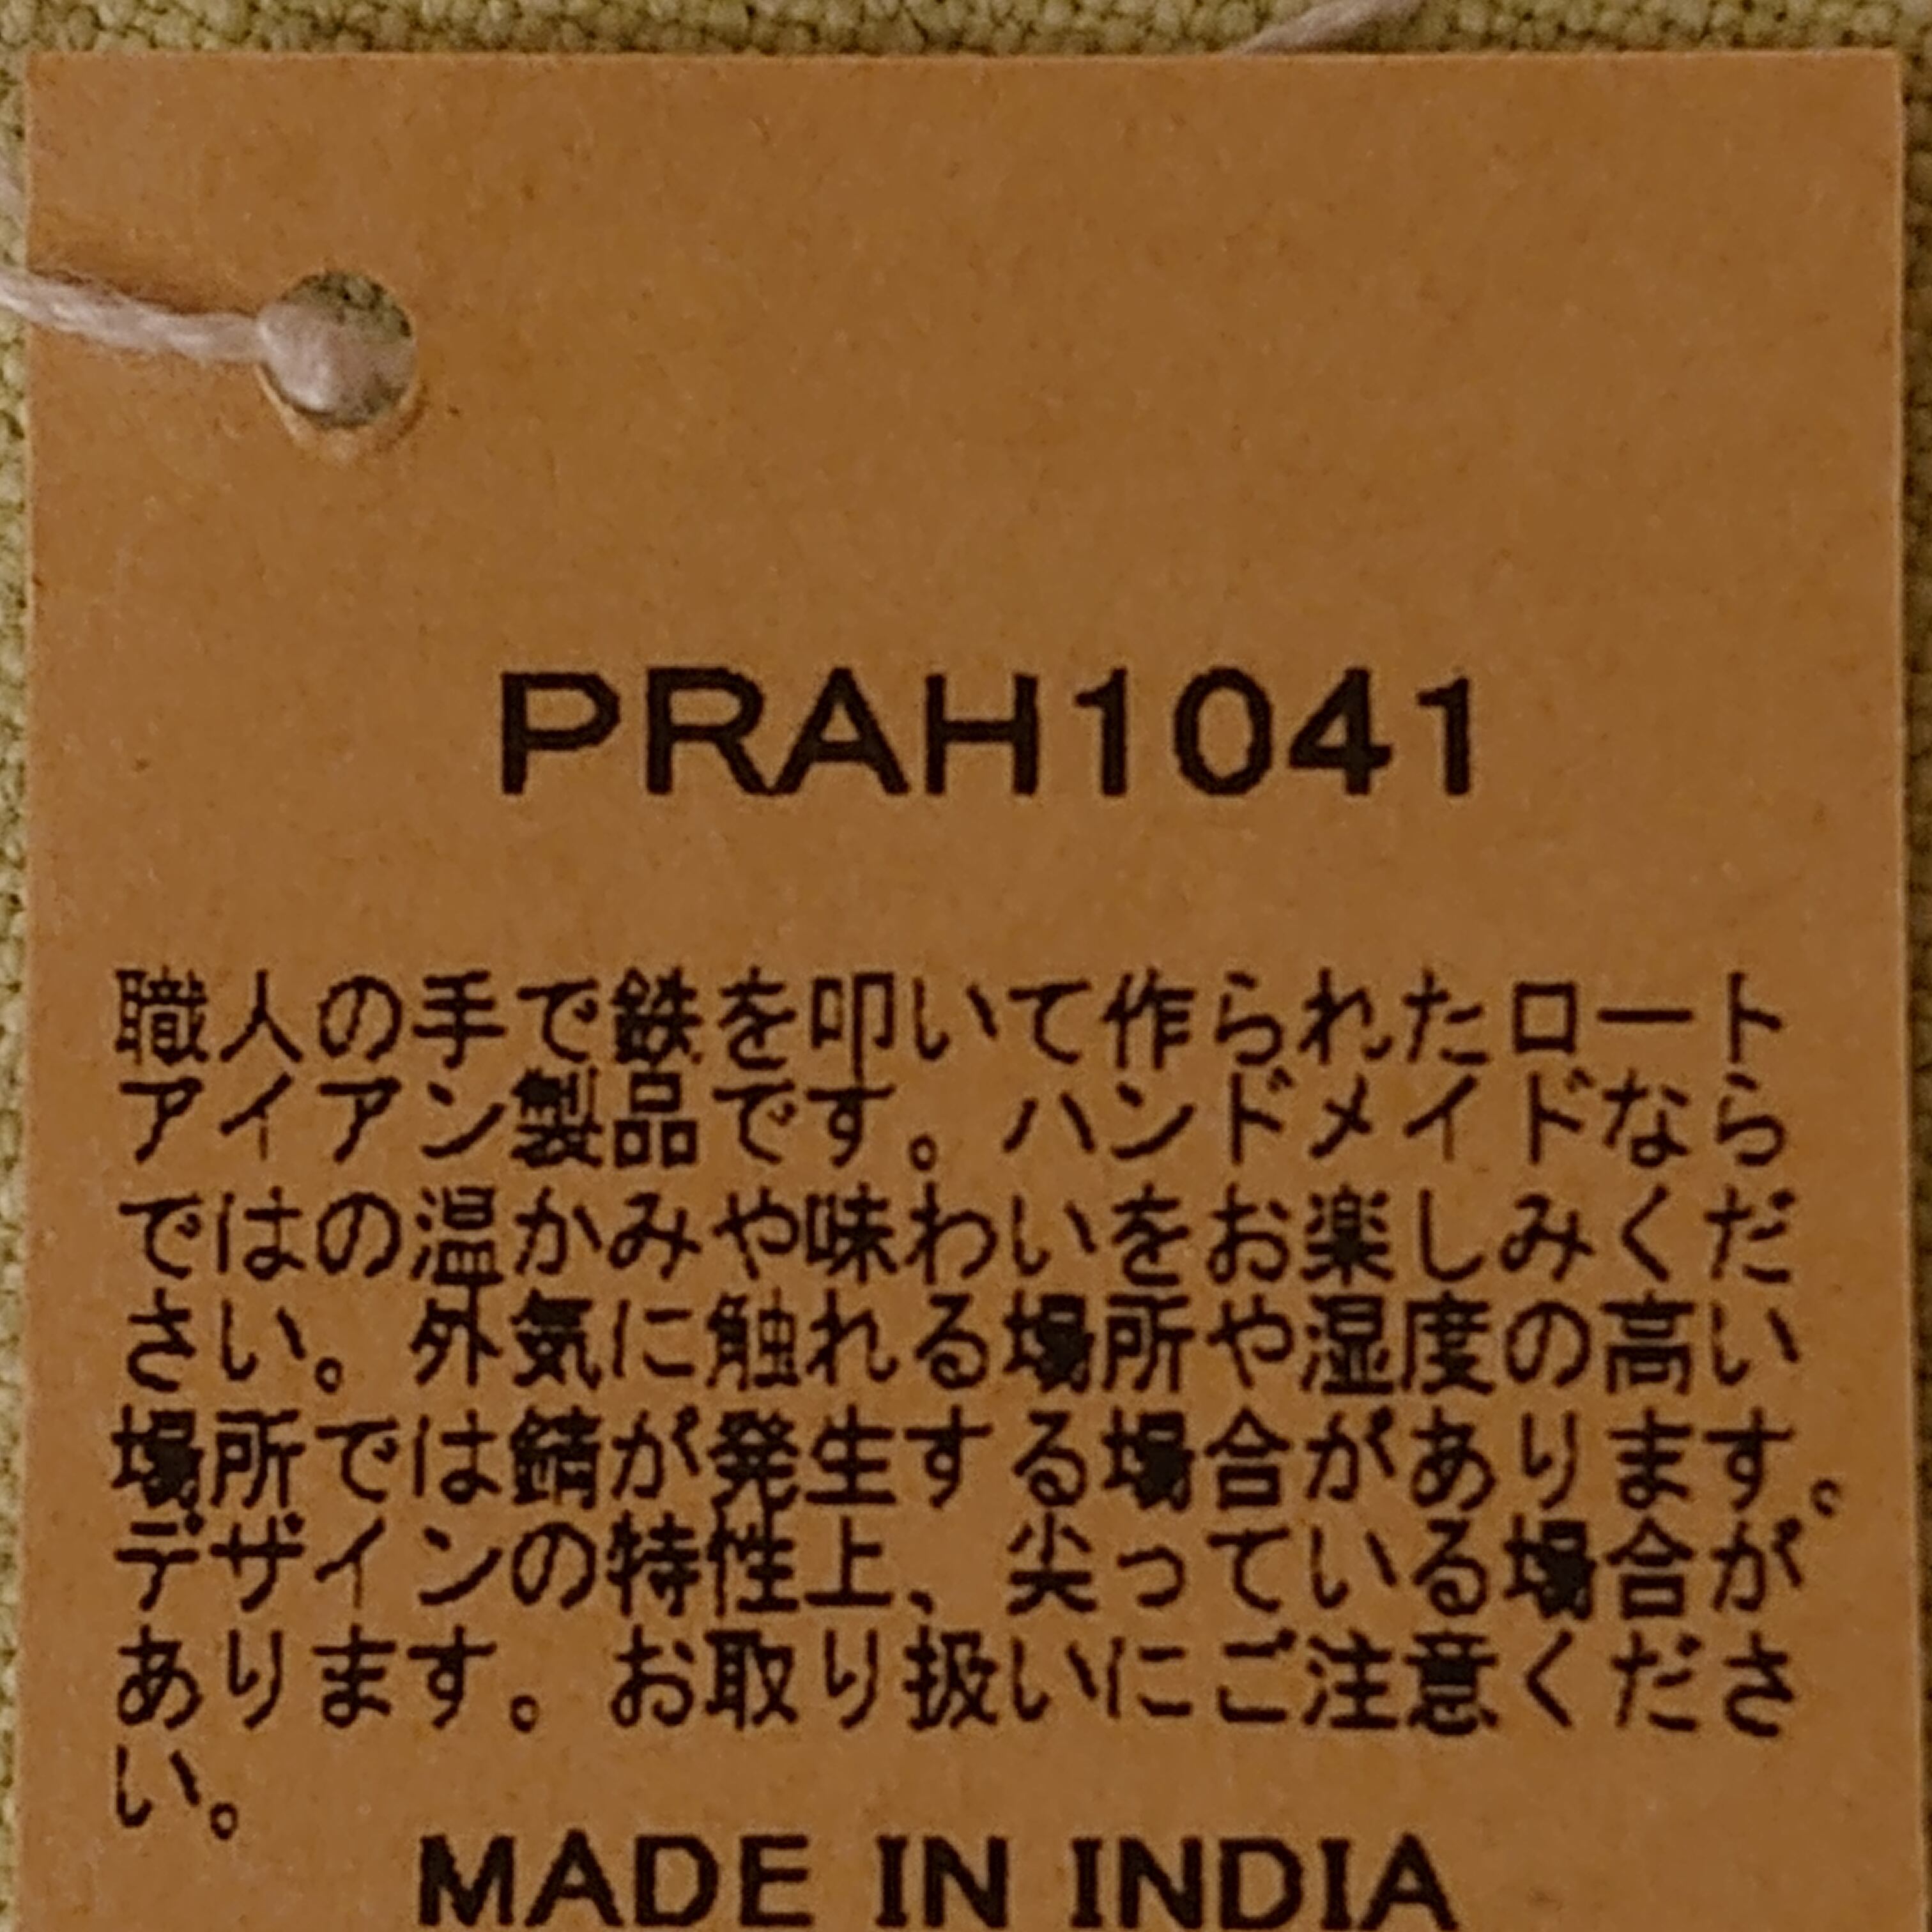 PRAH1041
職人の手で鉄を叩いて作られたロート
アイアン製品です。ハンドメイドなら
ではの温かみや味わいをお楽しみくだ
さい。外気に触れる場所や湿度の高い
場所では錆が発生する場合があります。
デザインの特性上、尖っている場合が
あります。お取り扱いにご注意くださ
い。
MADE IN INDIA